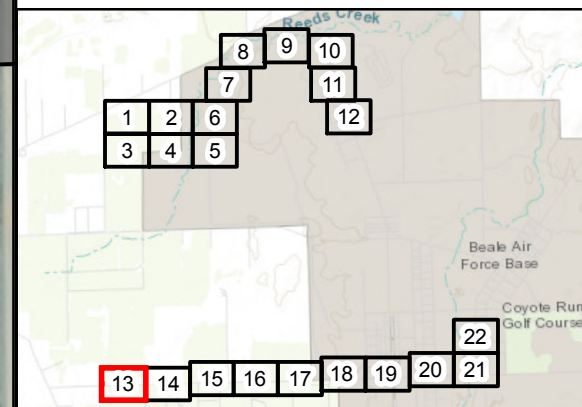 Reeds Creek
8 9 10
7 11
1 2 6 12
3 4 5
Beale Air
Force Base
Coyote Run
Golf Course
22
13 14 15 16 17 18 19 20 21